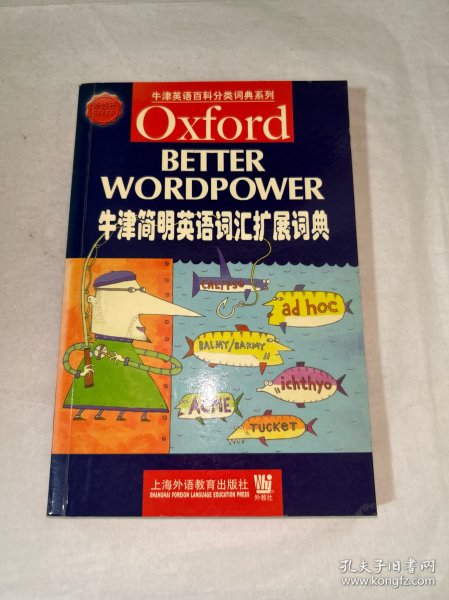 牛津英语百科分类词典系列
Oxford
BETTER
WORDPOWER
牛津简明英语词汇扩展词典
CALYPSO
ad hoc
BALMY/BARMY
ichthyo
ACME
TUCKET
上海外语教育出版社
SHANGHAI FOREIGN LANGUAGE EDUCATION PRESS
外教社
孔夫子旧书网
www.kongfz.com